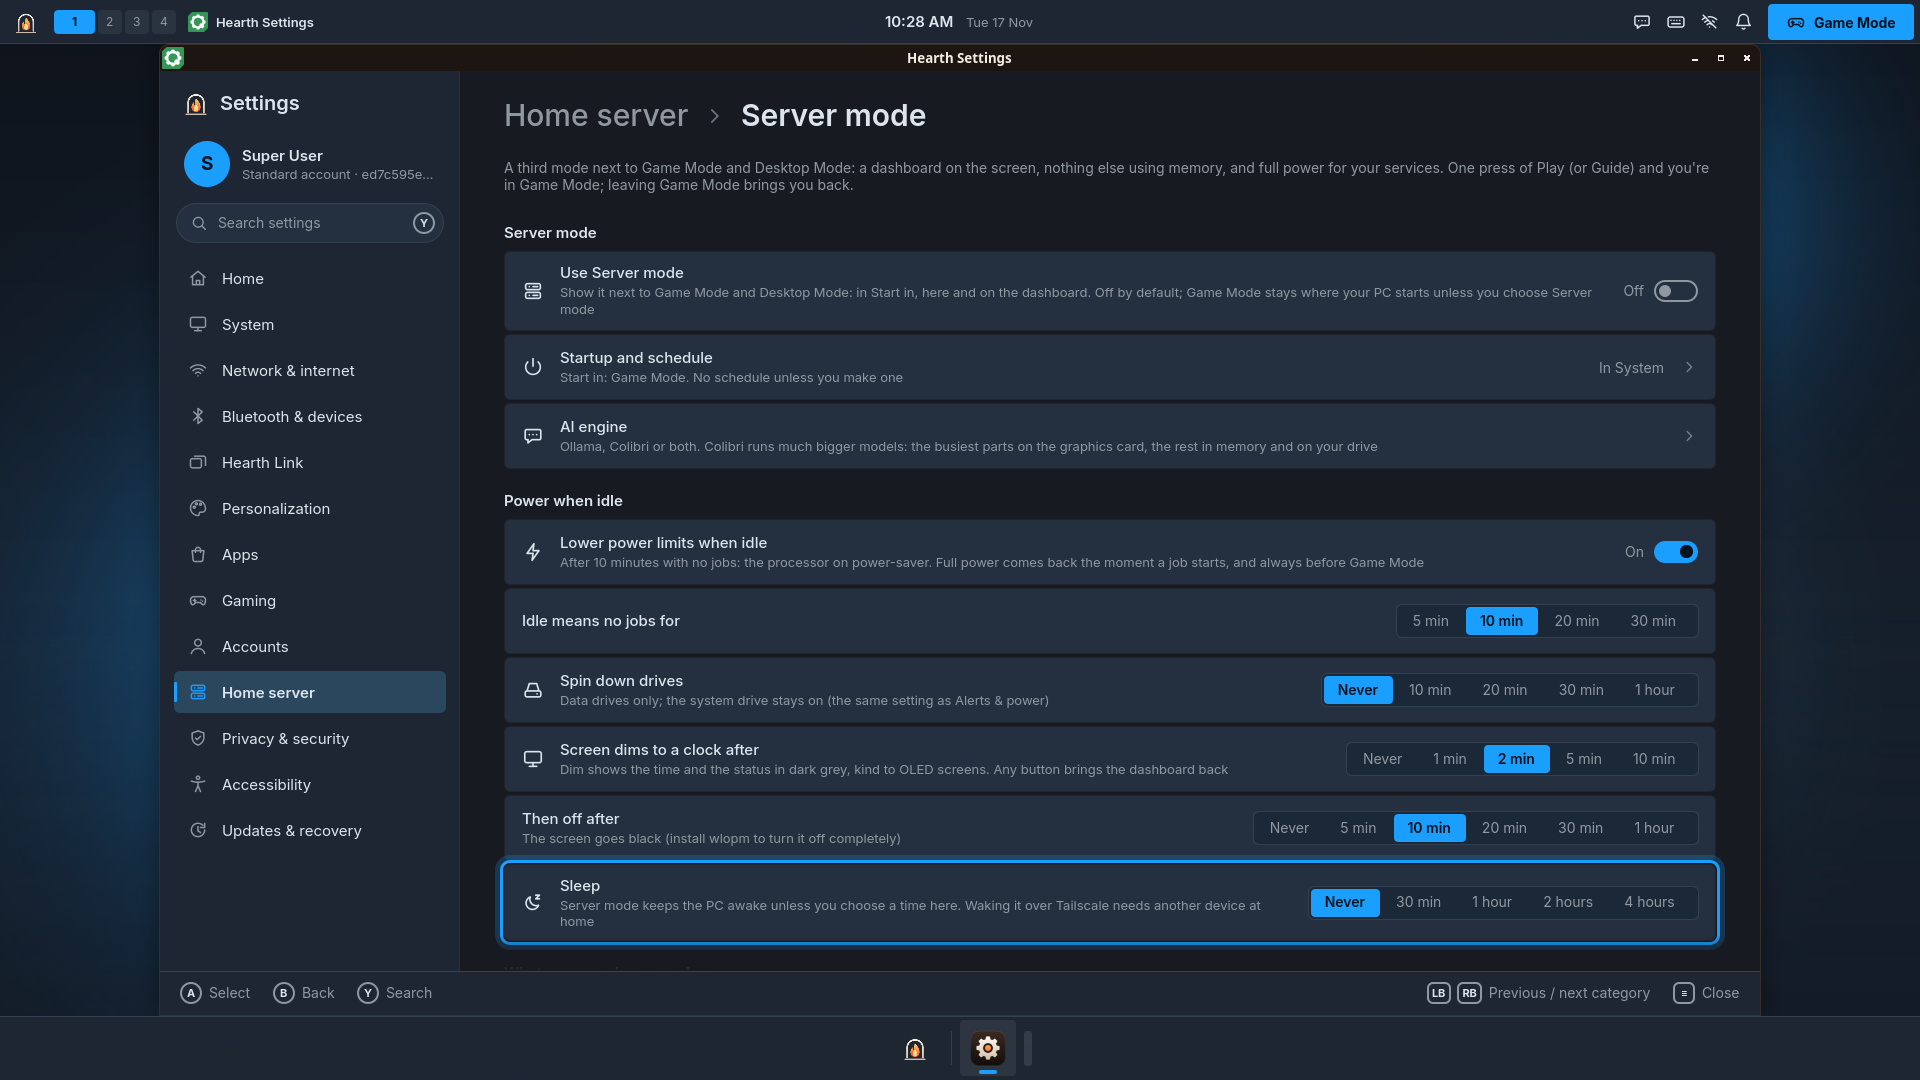 1 2 3 4 Hearth Settings
10:28 AM Tue 17 Nov
Game Mode
Hearth Settings
Settings
S
Super User
Standard account · ed7c595e...
Search settings Y
Home
System
Network & internet
Bluetooth & devices
Hearth Link
Personalization
Apps
Gaming
Accounts
Home server
Privacy & security
Accessibility
Updates & recovery
Home server > Server mode
A third mode next to Game Mode and Desktop Mode: a dashboard on the screen, nothing else using memory, and full power for your services. One press of Play (or Guide) and you're
in Game Mode; leaving Game Mode brings you back.
Server mode
Use Server mode
Show it next to Game Mode and Desktop Mode: in Start in, here and on the dashboard. Off by default; Game Mode stays where your PC starts unless you choose Server
mode
Off
Startup and schedule
Start in: Game Mode. No schedule unless you make one
In System
AI engine
Ollama, Colibri or both. Colibri runs much bigger models: the busiest parts on the graphics card, the rest in memory and on your drive
Power when idle
Lower power limits when idle
After 10 minutes with no jobs: the processor on power-saver. Full power comes back the moment a job starts, and always before Game Mode
On
Idle means no jobs for
5 min 10 min 20 min 30 min
Spin down drives
Data drives only; the system drive stays on (the same setting as Alerts & power)
Never 10 min 20 min 30 min 1 hour
Screen dims to a clock after
Dim shows the time and the status in dark grey, kind to OLED screens. Any button brings the dashboard back
Never 1 min 2 min 5 min 10 min
Then off after
The screen goes black (install wlopm to turn it off completely)
Never 5 min 10 min 20 min 30 min 1 hour
Sleep
Server mode keeps the PC awake unless you choose a time here. Waking it over Tailscale needs another device at
home
Never 30 min 1 hour 2 hours 4 hours
A Select B Back Y Search
LB RB Previous / next category Close